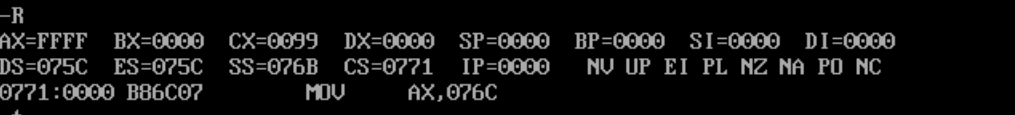 -R
AX=FFFF BX=0000 CX=0099 DX=0000 SP=0000 BP=0000 SI=0000 DI=0000
DS=075C ES=075C SS=076B CS=0771 IP=0000 NV UP EI PL NZ NA PO NC
0771:0000 B86C07 MOV AX,076C